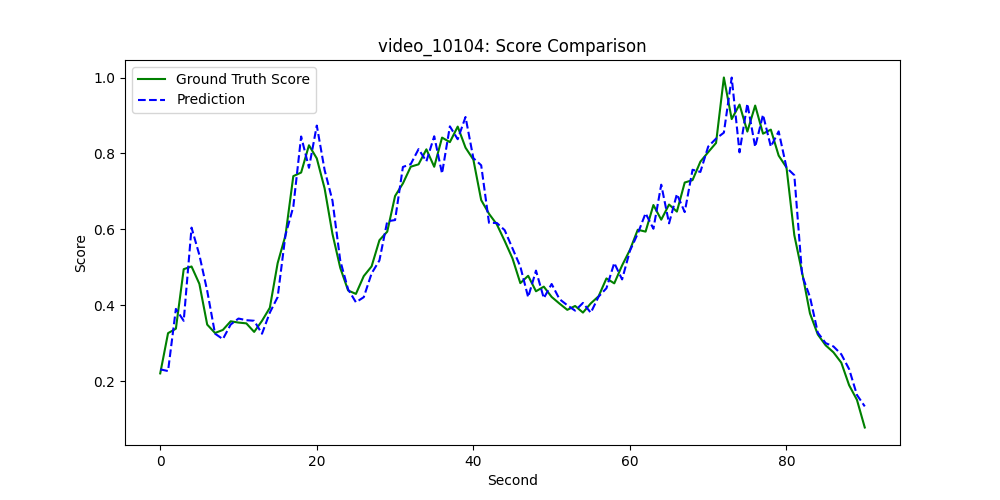 video_10104: Score Comparison
Ground Truth Score
Prediction
1.0
0.8
0.6
0.4
0.2
Score
0 20 40 60 80
Second